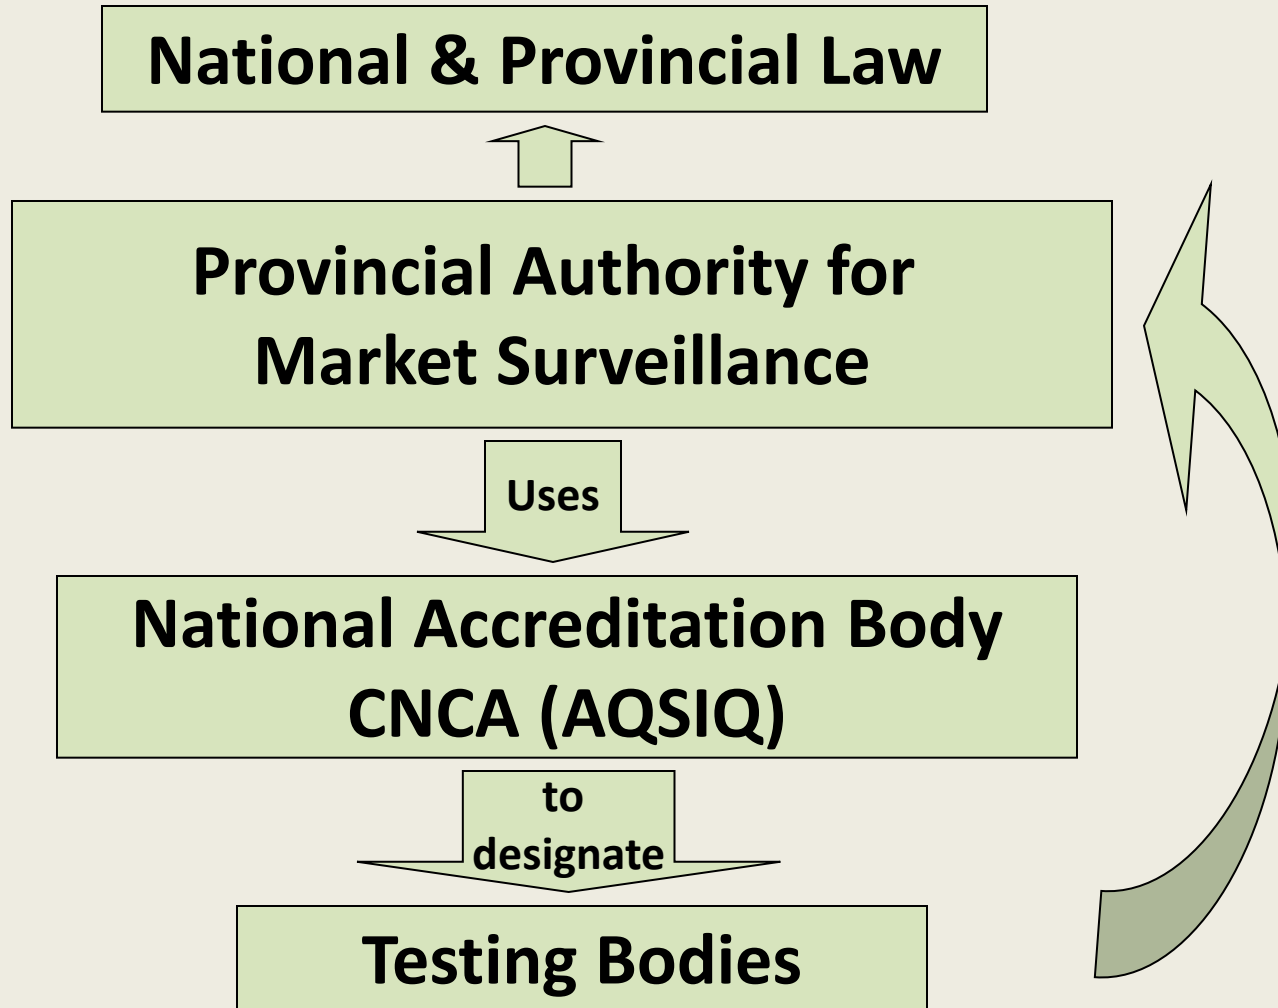 National & Provincial Law
Provincial Authority for
Market Surveillance
Uses
National Accreditation Body
CNCA (AQSIQ)
to
designate
Testing Bodies